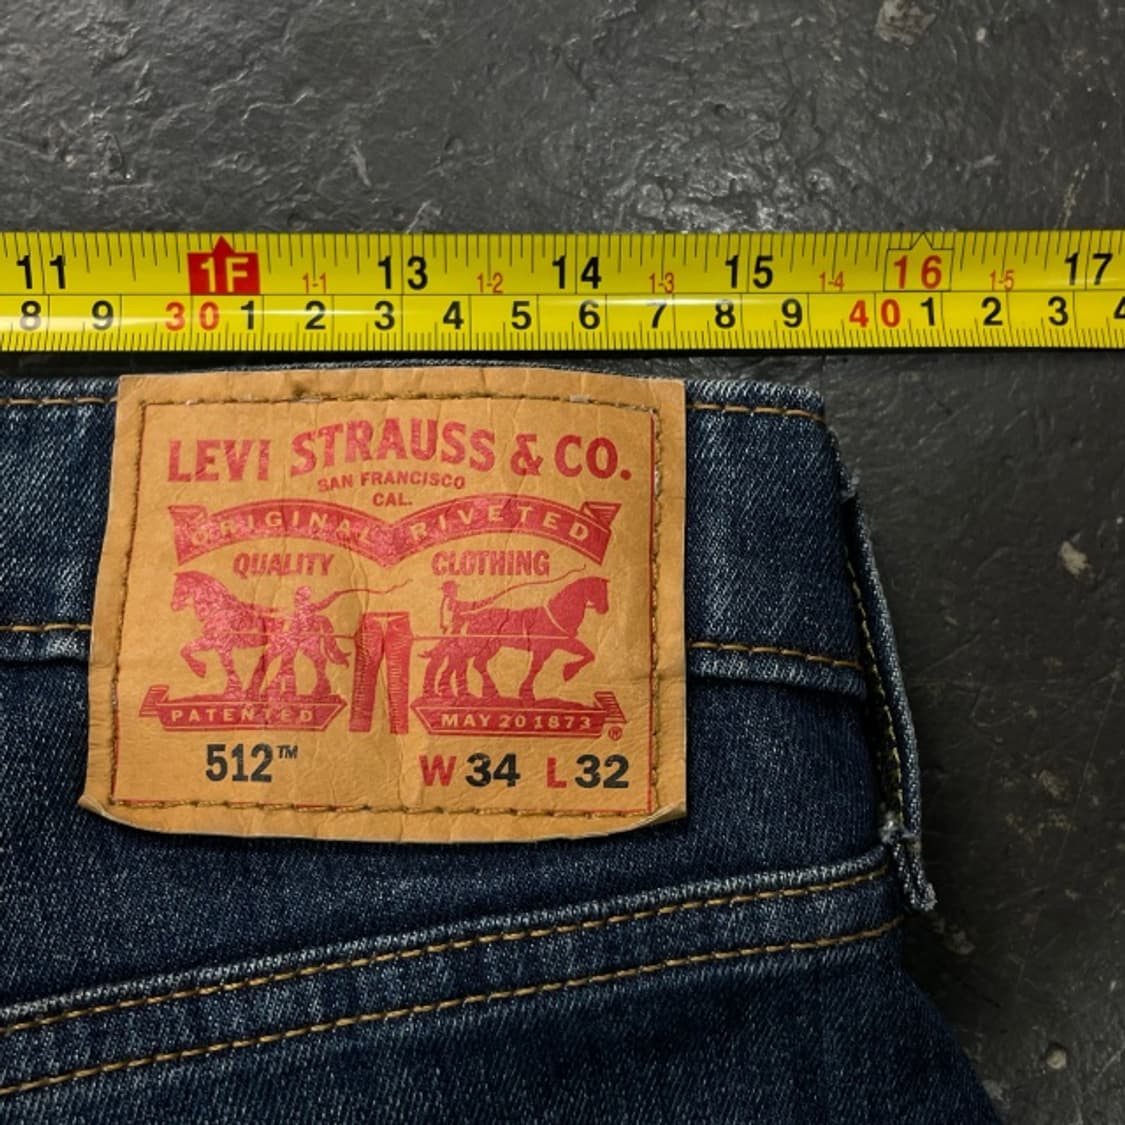 11 1F 1-1 13 1-2 14 1-3 15 1-4 16 1-5 17
8 9 30 1 2 3 4 5 6 7 8 9 40 1 2 3 4
LEVI STRAUSS & CO.
SAN FRANCISCO
CAL.
ORIGINAL RIVETED
QUALITY CLOTHING
PATENTED MAY 20 1873 ®
512™ W 34 L 32